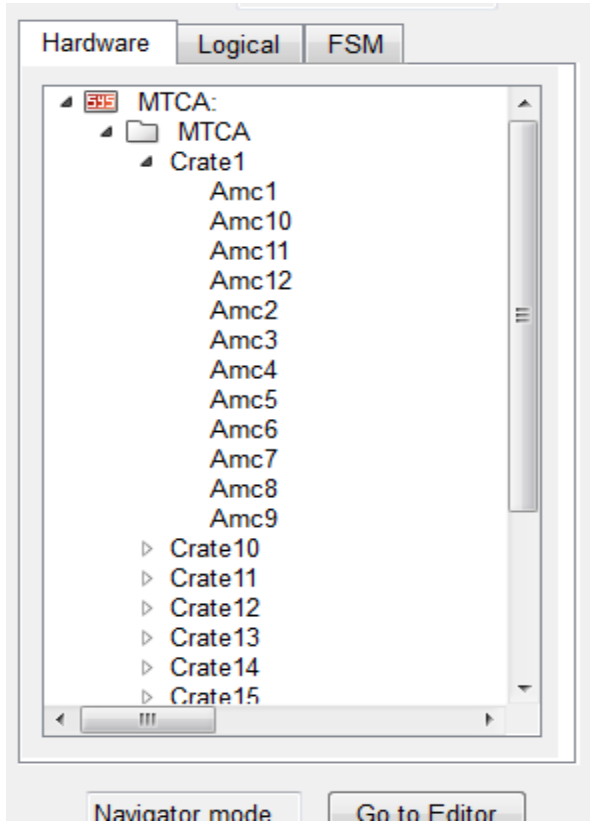 Hardware Logical FSM
SYS MTCA:
MTCA
Crate1
Amc1
Amc10
Amc11
Amc12
Amc2
Amc3
Amc4
Amc5
Amc6
Amc7
Amc8
Amc9
Crate10
Crate11
Crate12
Crate13
Crate14
Crate15
Navigator mode Go to Editor